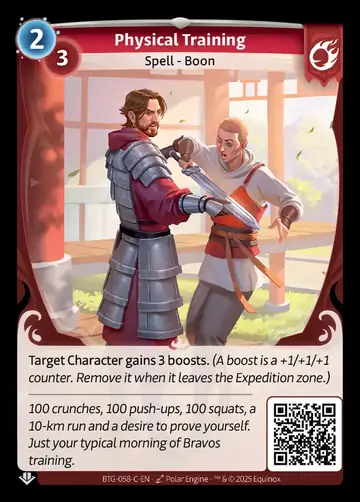 2
3
Physical Training
Spell - Boon
Target Character gains 3 boosts. (A boost is a +1/+1/+1
counter. Remove it when it leaves the Expedition zone.)
100 crunches, 100 push-ups, 100 squats, a
10-km run and a desire to prove yourself.
Just your typical morning of Bravos
training.
BTG-058-C-EN - Polar Engine - ™ & © 2025 Equinox